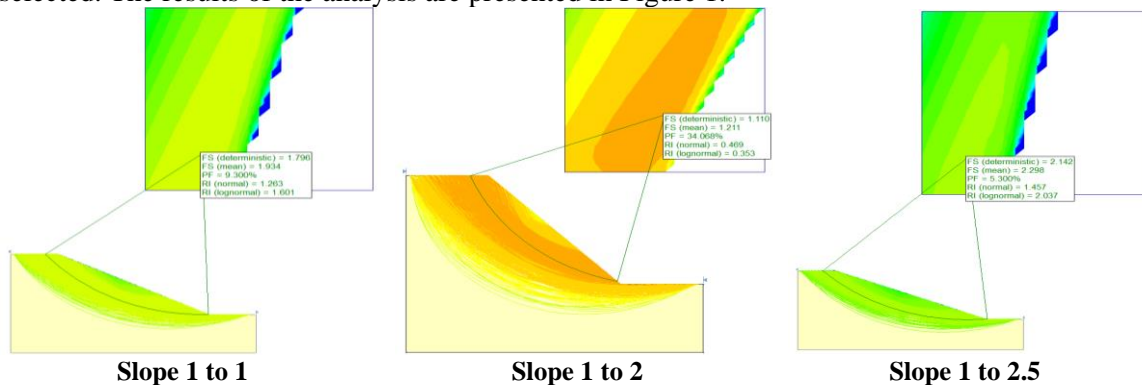 selected. The results of the analysis are presented in Figure 1.
FS (deterministic) = 1.796
FS (mean) = 1.934
PF = 9.300%
RI (normal) = 1.263
RI (lognormal) = 1.601
FS (deterministic) = 1.110
FS (mean) = 1.211
PF = 34.068%
RI (normal) = 0.469
RI (lognormal) = 0.353
FS (deterministic) = 2.142
FS (mean) = 2.298
PF = 5.300%
RI (normal) = 1.457
RI (lognormal) = 2.037
Slope 1 to 1
Slope 1 to 2
Slope 1 to 2.5